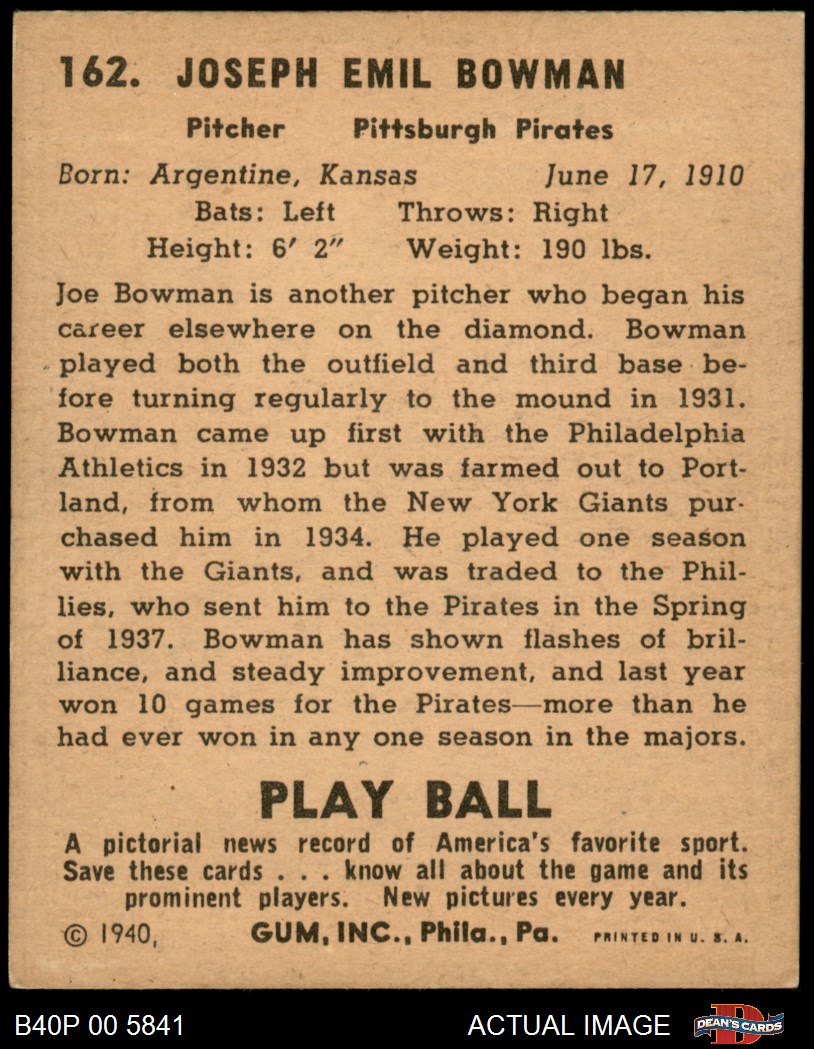 162. JOSEPH EMIL BOWMAN
Pitcher Pittsburgh Pirates
Born: Argentine, Kansas June 17, 1910
Bats: Left Throws: Right
Height: 6′ 2″ Weight: 190 lbs.
Joe Bowman is another pitcher who began his
career elsewhere on the diamond. Bowman
played both the outfield and third base be-
fore turning regularly to the mound in 1931.
Bowman came up first with the Philadelphia
Athletics in 1932 but was farmed out to Port-
land, from whom the New York Giants pur-
chased him in 1934. He played one season
with the Giants, and was traded to the Phil-
lies, who sent him to the Pirates in the Spring
of 1937. Bowman has shown flashes of bril-
liance, and steady improvement, and last year
won 10 games for the Pirates—more than he
had ever won in any one season in the majors.
PLAY BALL
A pictorial news record of America's favorite sport.
Save these cards . . . know all about the game and its
prominent players. New pictures every year.
© 1940, GUM, INC., Phila., Pa. PRINTED IN U. S. A.
B40P 00 5841 ACTUAL IMAGE DEAN'S CARDS